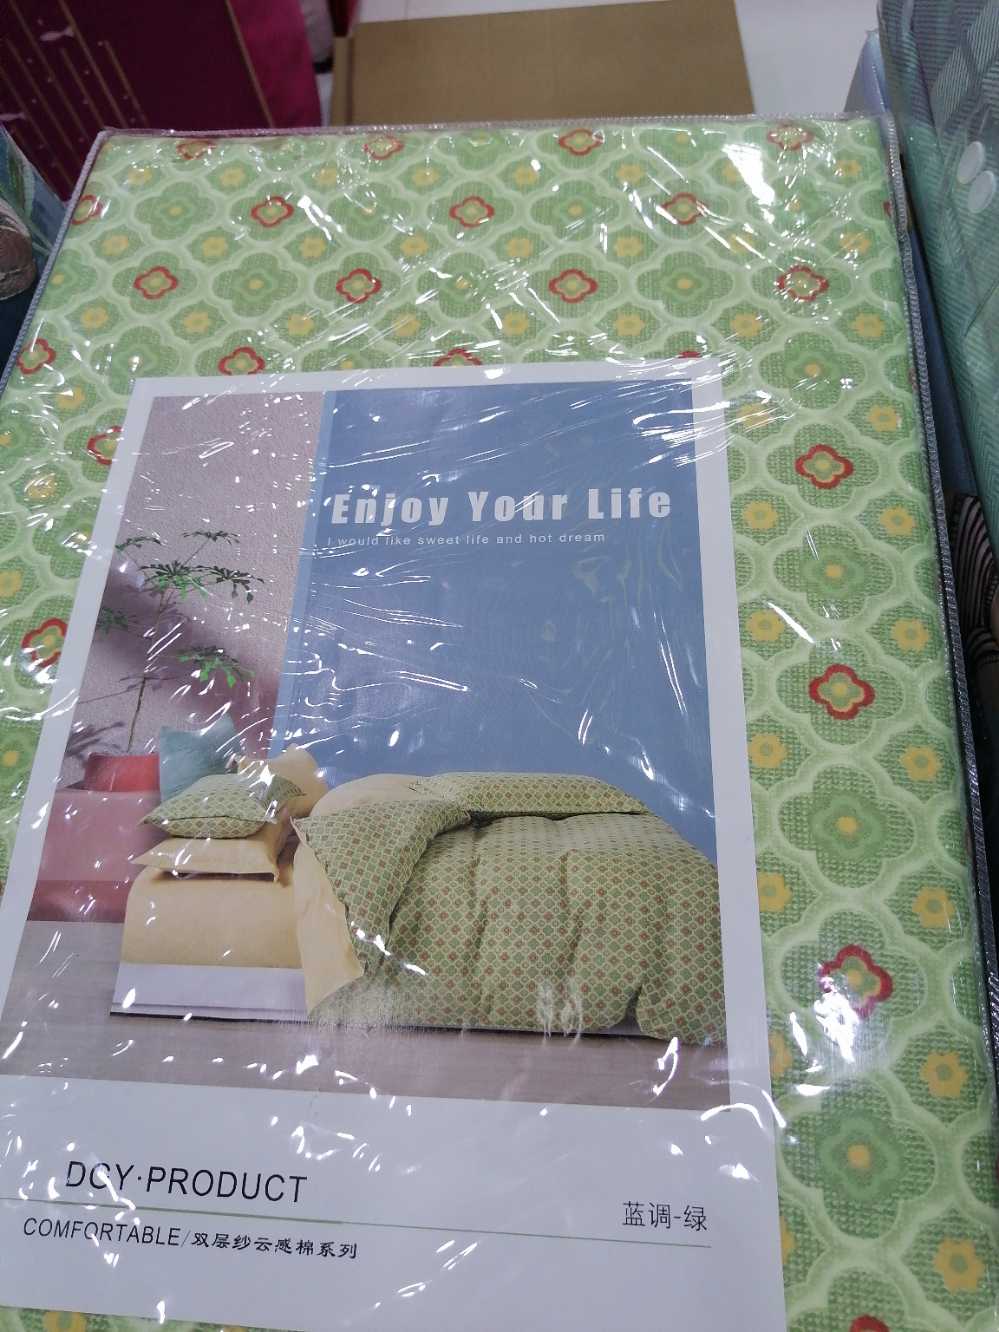 Enjoy Your Life
I would like sweet life and hot dream
DCY·PRODUCT
蓝调-绿
COMFORTABLE/双层纱云感棉系列